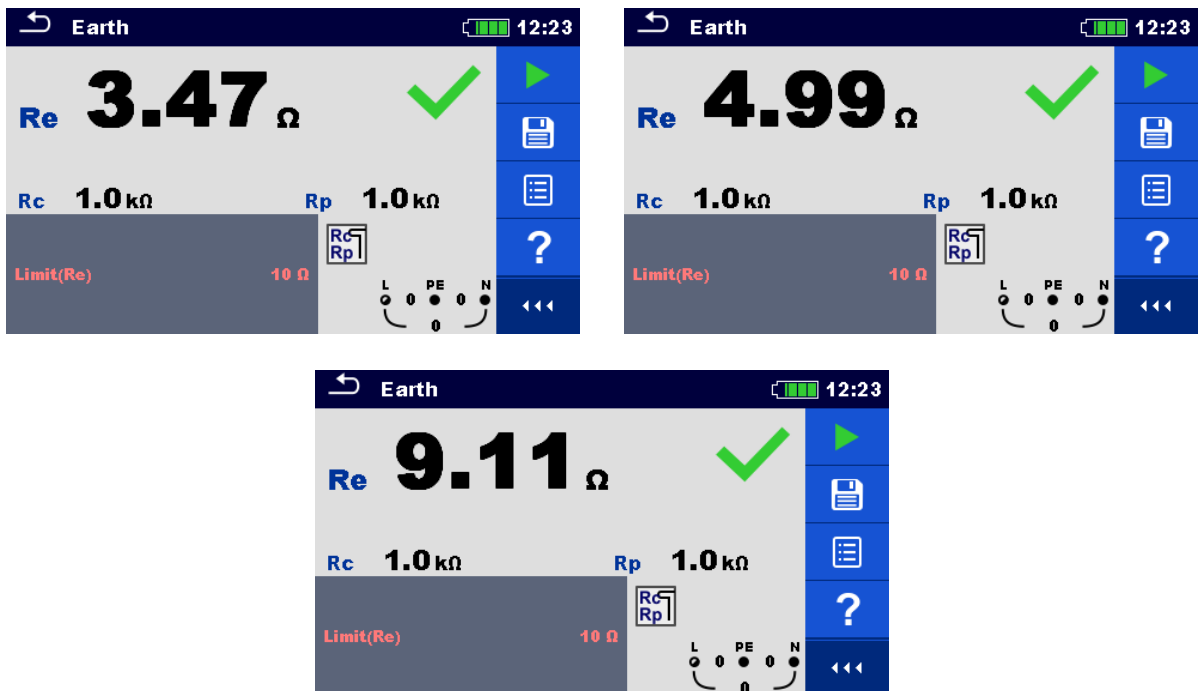 Earth 12:23
Re 3.47 Ω
Rc 1.0 kΩ Rp 1.0 kΩ
Rc
Rp
?
Limit(Re) 10 Ω
L PE N
0 0
0
Earth 12:23
Re 4.99 Ω
Rc 1.0 kΩ Rp 1.0 kΩ
Rc
Rp
?
Limit(Re) 10 Ω
L PE N
0 0
0
Earth 12:23
Re 9.11 Ω
Rc 1.0 kΩ Rp 1.0 kΩ
Rc
Rp
?
Limit(Re) 10 Ω
L PE N
0 0
0